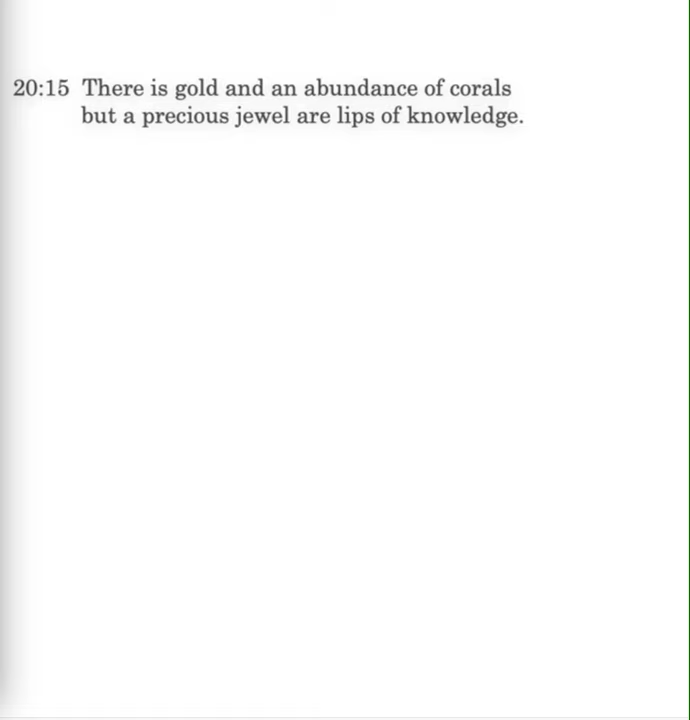 20:15 There is gold and an abundance of corals
but a precious jewel are lips of knowledge.